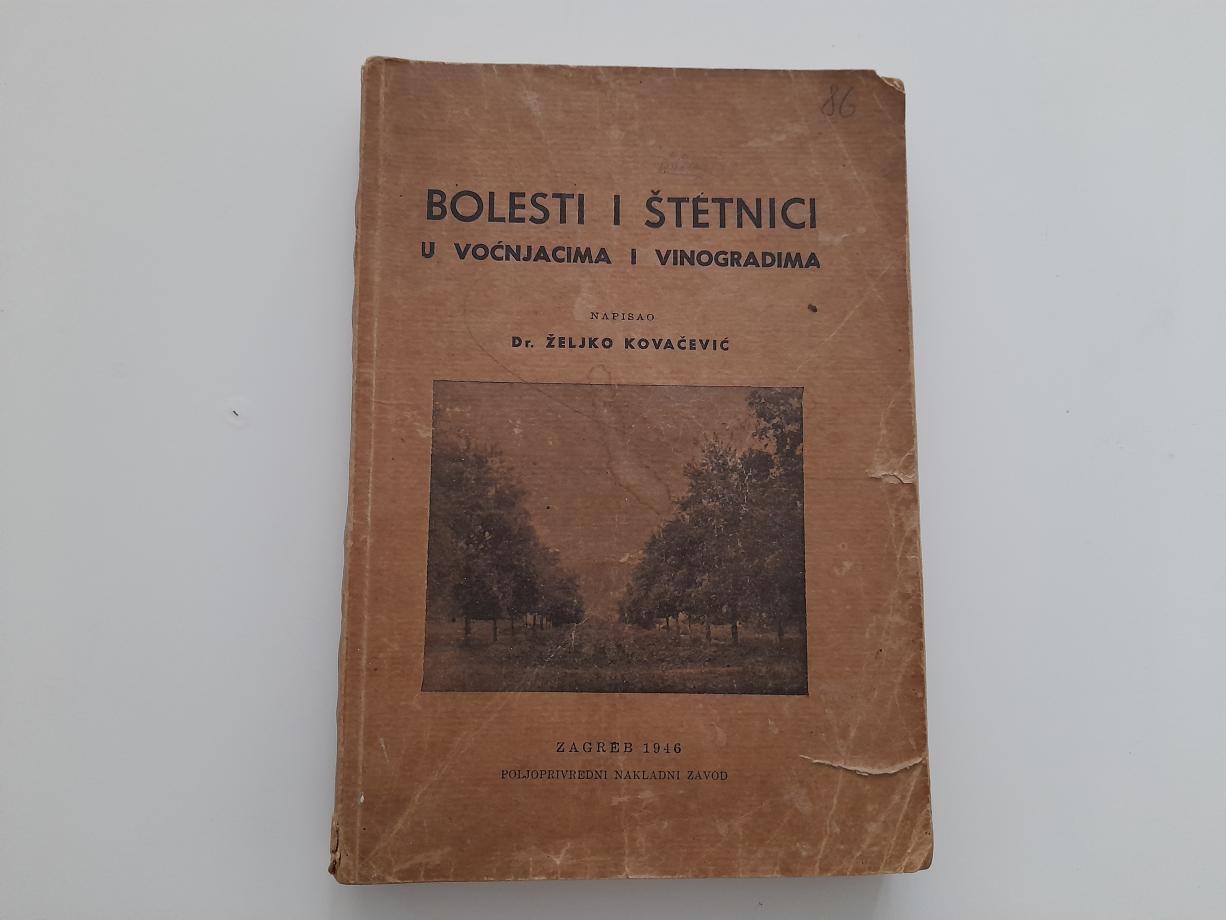 86
BOLESTI I ŠTETNICI
U VOĆNJACIMA I VINOGRADIMA
NAPISAO
Dr. ŽELJKO KOVAČEVIĆ
ZAGREB 1946
POLJOPRIVREDNI NAKLADNI ZAVOD